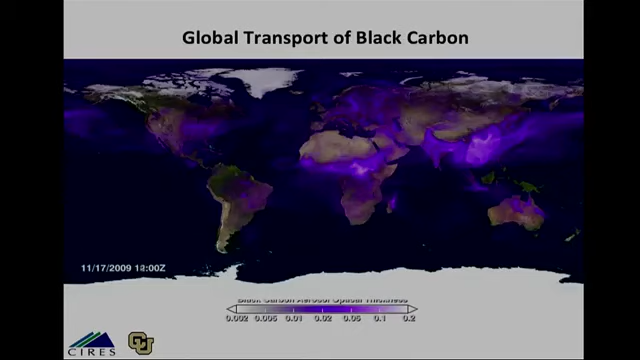 Global Transport of Black Carbon
11/17/2009 12:00Z
Black Carbon Aerosol Optical Thickness
0.002 0.005 0.01 0.02 0.05 0.1 0.2
CIRES CU